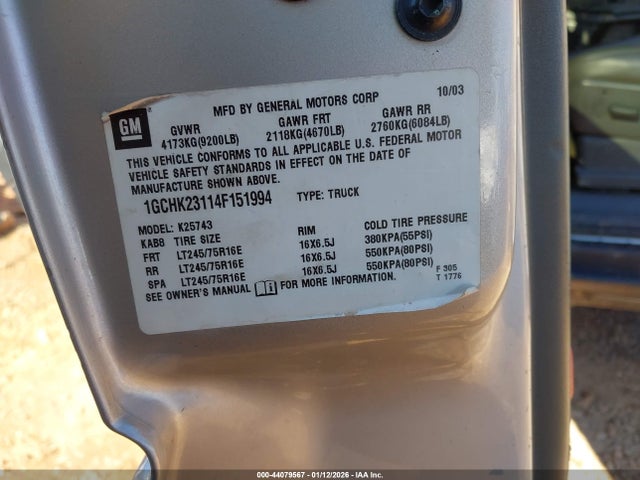 MFD BY GENERAL MOTORS CORP 10/03
GM
GVWR GAWR FRT GAWR RR
4173KG(9200LB) 2118KG(4670LB) 2760KG(6084LB)
THIS VEHICLE CONFORMS TO ALL APPLICABLE U.S. FEDERAL MOTOR
VEHICLE SAFETY STANDARDS IN EFFECT ON THE DATE OF
MANUFACTURE SHOWN ABOVE.
1GCHK23114F151994 TYPE: TRUCK
MODEL: K25743
KAB8 TIRE SIZE RIM COLD TIRE PRESSURE
FRT LT245/75R16E 16X6.5J 380KPA(55PSI)
RR LT245/75R16E 16X6.5J 550KPA(80PSI)
SPA LT245/75R16E 16X6.5J 550KPA(80PSI)
SEE OWNER'S MANUAL FOR MORE INFORMATION.
F 305
T 1776
000-44079567 - 01/12/2026 - IAA Inc.